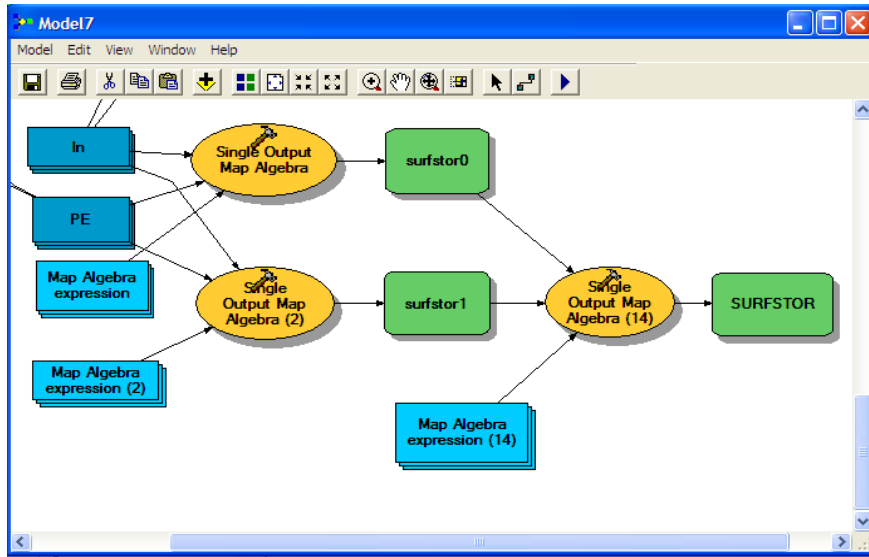 Model7
Model Edit View Window Help
In
Single Output
Map Algebra
surfstor0
PE
Map Algebra
expression
Single
Output Map
Algebra (2)
surfstor1
Single
Output Map
Algebra (14)
SURFSTOR
Map Algebra
expression (2)
Map Algebra
expression (14)